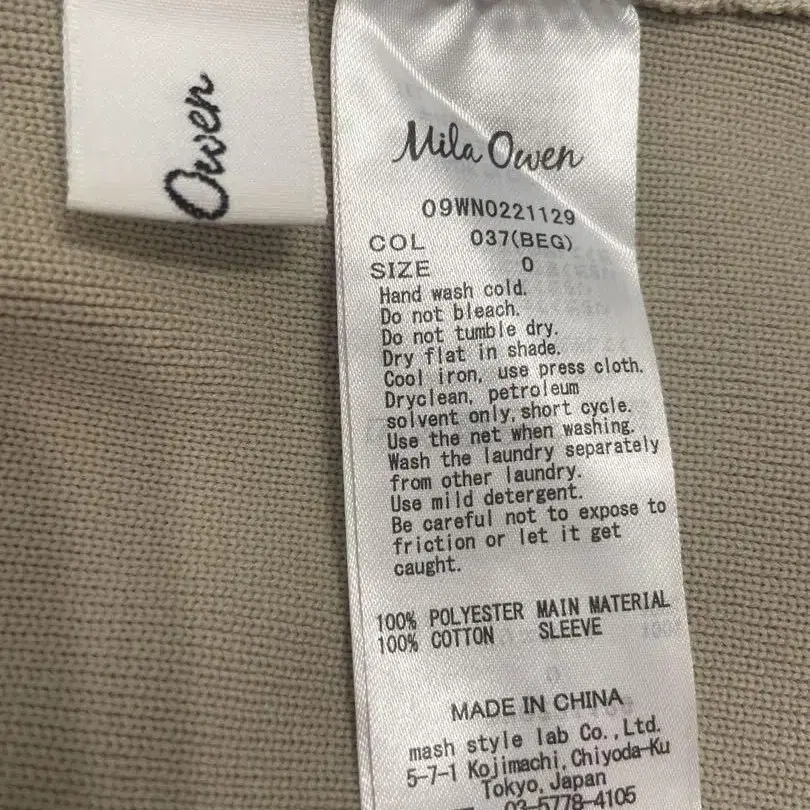 Owen
Mila Owen
09WN0221129
COL 037(BEG)
SIZE 0
Hand wash cold.
Do not bleach.
Do not tumble dry.
Dry flat in shade.
Cool iron, use press cloth.
Dryclean, petroleum
solvent only, short cycle.
Use the net when washing.
Wash the laundry separately
from other laundry.
Use mild detergent.
Be careful not to expose to
friction or let it get
caught.
100% POLYESTER MAIN MATERIAL
100% COTTON SLEEVE
MADE IN CHINA
mash style lab Co.,Ltd.
5-7-1 Kojimachi, Chiyoda-Ku
Tokyo, Japan
03-5778-4105